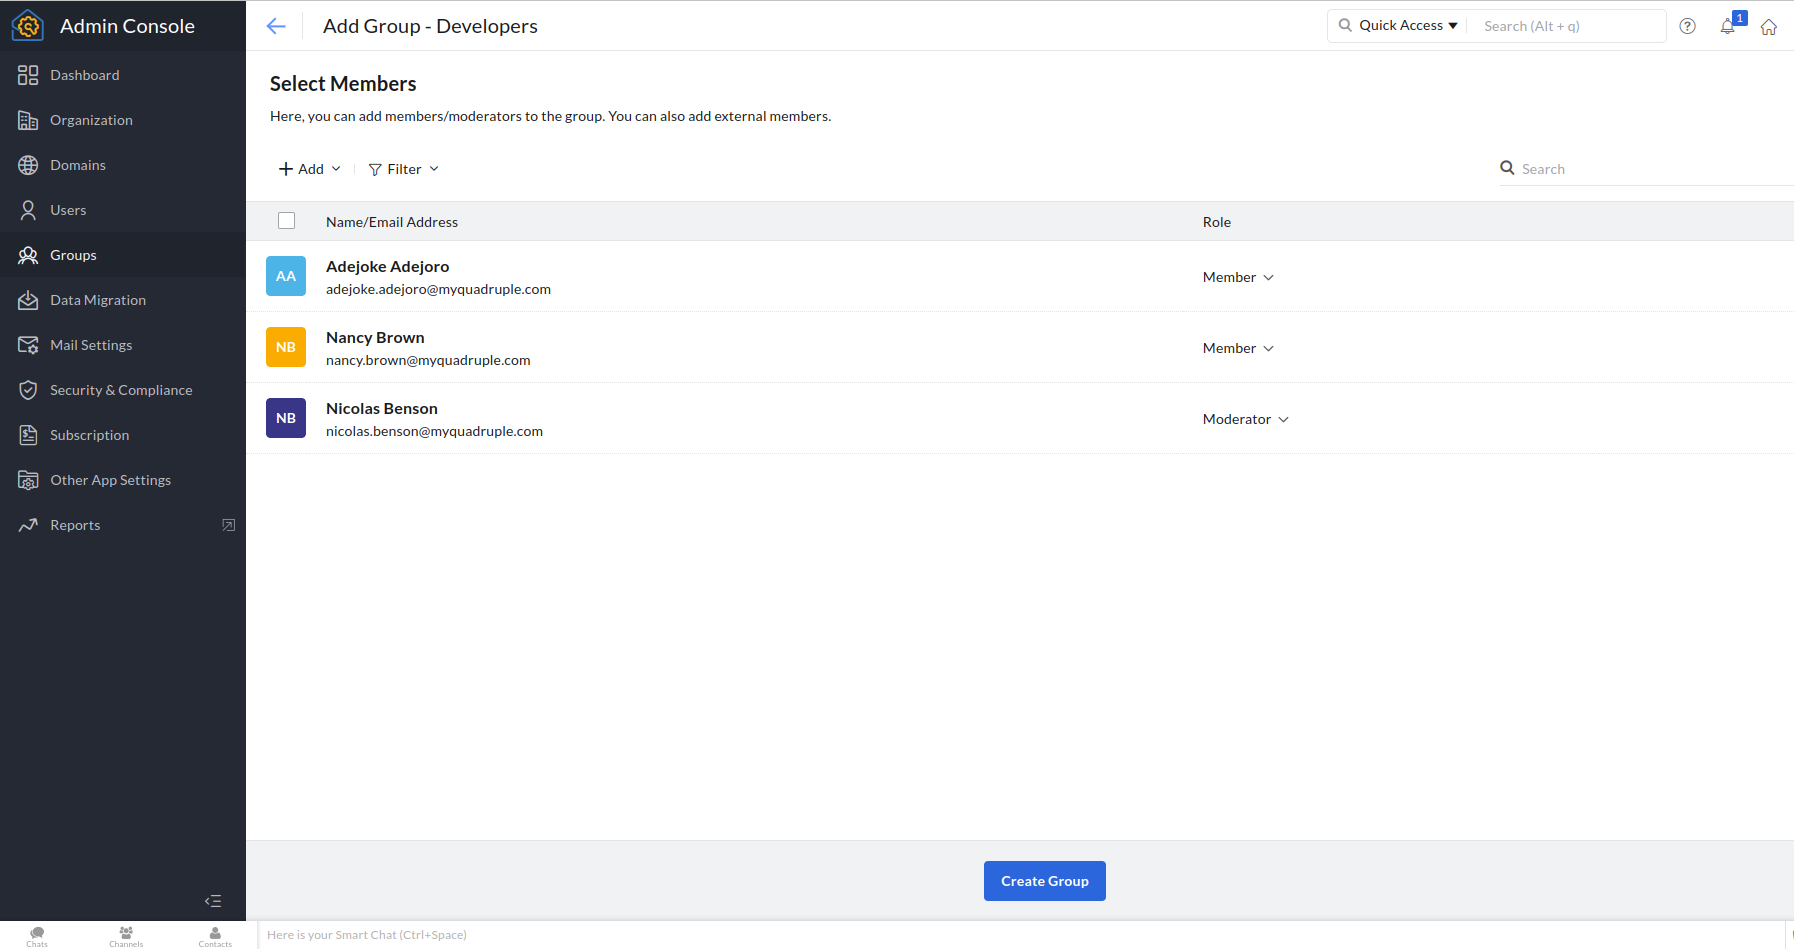 Admin Console
Dashboard
Organization
Domains
Users
Groups
Data Migration
Mail Settings
Security & Compliance
Subscription
Other App Settings
Reports
Add Group - Developers
Quick Access
Search (Alt + q)
1
Select Members
Here, you can add members/moderators to the group. You can also add external members.
Add
Filter
Search
Name/Email Address
Role
AA
Adejoke Adejoro
adejoke.adejoro@myquadruple.com
Member
NB
Nancy Brown
nancy.brown@myquadruple.com
Member
NB
Nicolas Benson
nicolas.benson@myquadruple.com
Moderator
Create Group
Chats
Channels
Contacts
Here is your Smart Chat (Ctrl+Space)